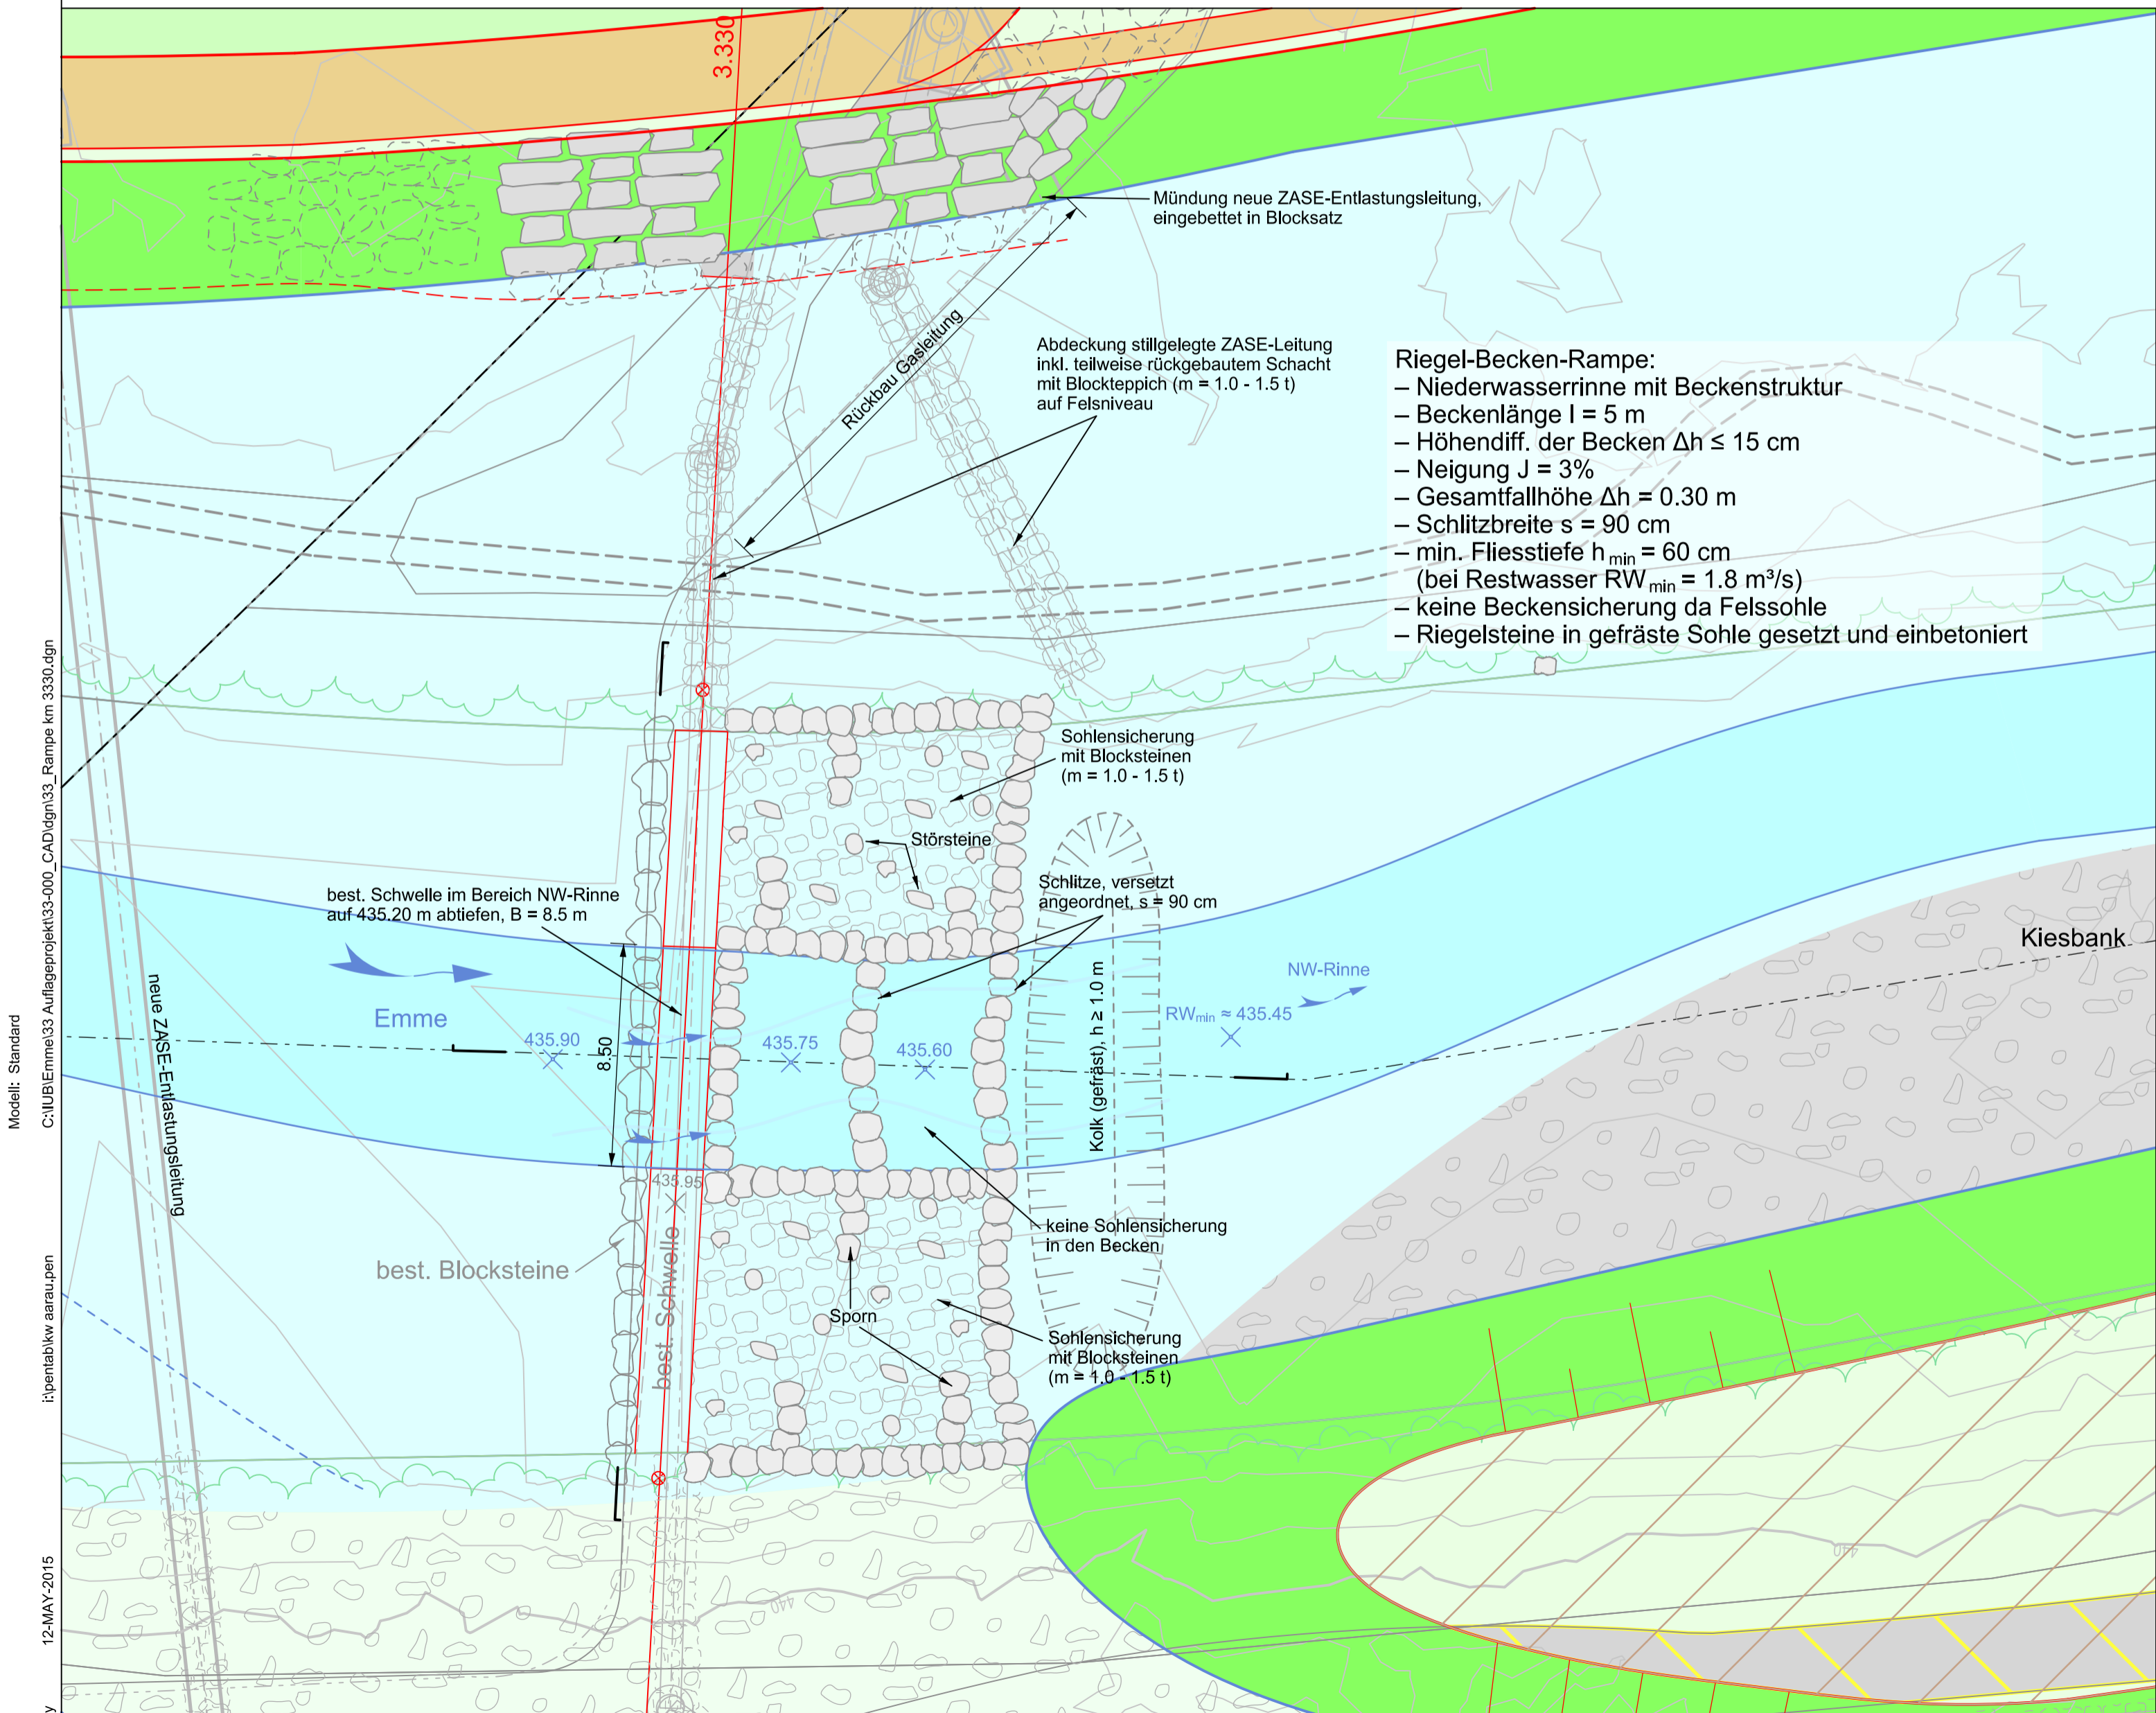 3.330
Mündung neue ZASE-Entlastungsleitung,
eingebettet in Blocksatz
Rückbau Gasleitung
Abdeckung stillgelegte ZASE-Leitung
inkl. teilweise rückgebautem Schacht
mit Blockteppich (m = 1.0 - 1.5 t)
auf Felsniveau
Riegel-Becken-Rampe:
– Niederwasserrinne mit Beckenstruktur
– Beckenlänge l = 5 m
– Höhendiff. der Becken Δh ≤ 15 cm
– Neigung J = 3%
– Gesamtfallhöhe Δh = 0.30 m
– Schlitzbreite s = 90 cm
– min. Fliesstiefe hmin = 60 cm
(bei Restwasser RWmin = 1.8 m³/s)
– keine Beckensicherung da Felssohle
– Riegelsteine in gefräste Sohle gesetzt und einbetoniert
Sohlensicherung
mit Blocksteinen
(m = 1.0 - 1.5 t)
Störsteine
best. Schwelle im Bereich NW-Rinne
auf 435.20 m abtiefen, B = 8.5 m
Schlitze, versetzt
angeordnet, s = 90 cm
Kiesbank
neue ZASE-Entlastungsleitung
Emme
435.90
8.50
435.75
435.60
Kolk (gefräst), h ≥ 1.0 m
NW-Rinne
RWmin ≈ 435.45
435.95
best. Schwelle
best. Blocksteine
keine Sohlensicherung
in den Becken
Sporn
Sohlensicherung
mit Blocksteinen
(m = 1.0 - 1.5 t)
440
440
Modell: Standard
C:\IUB\Emme\33 Auflageprojekt\33-000_CAD\dgn\33_Rampe km 3330.dgn
i:\pentab\kw aarau.pen
12-MAY-2015
y